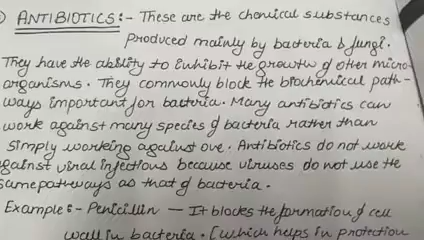 ANTIBIOTICS :- These are the chemical substances
produced mainly by bacteria & fungi.
They have the ability to inhibit the growth of other micro-
organisms. They commonly block the biochemical path-
ways important for bacteria. Many antibiotics can
work against many species of bacteria rather than
simply working against one. Antibiotics do not work
against viral infections because viruses do not use the
same pathways as that of bacteria.
Example :- Penicillin — It blocks the formation of cell
wall in bacteria. [which helps in protection